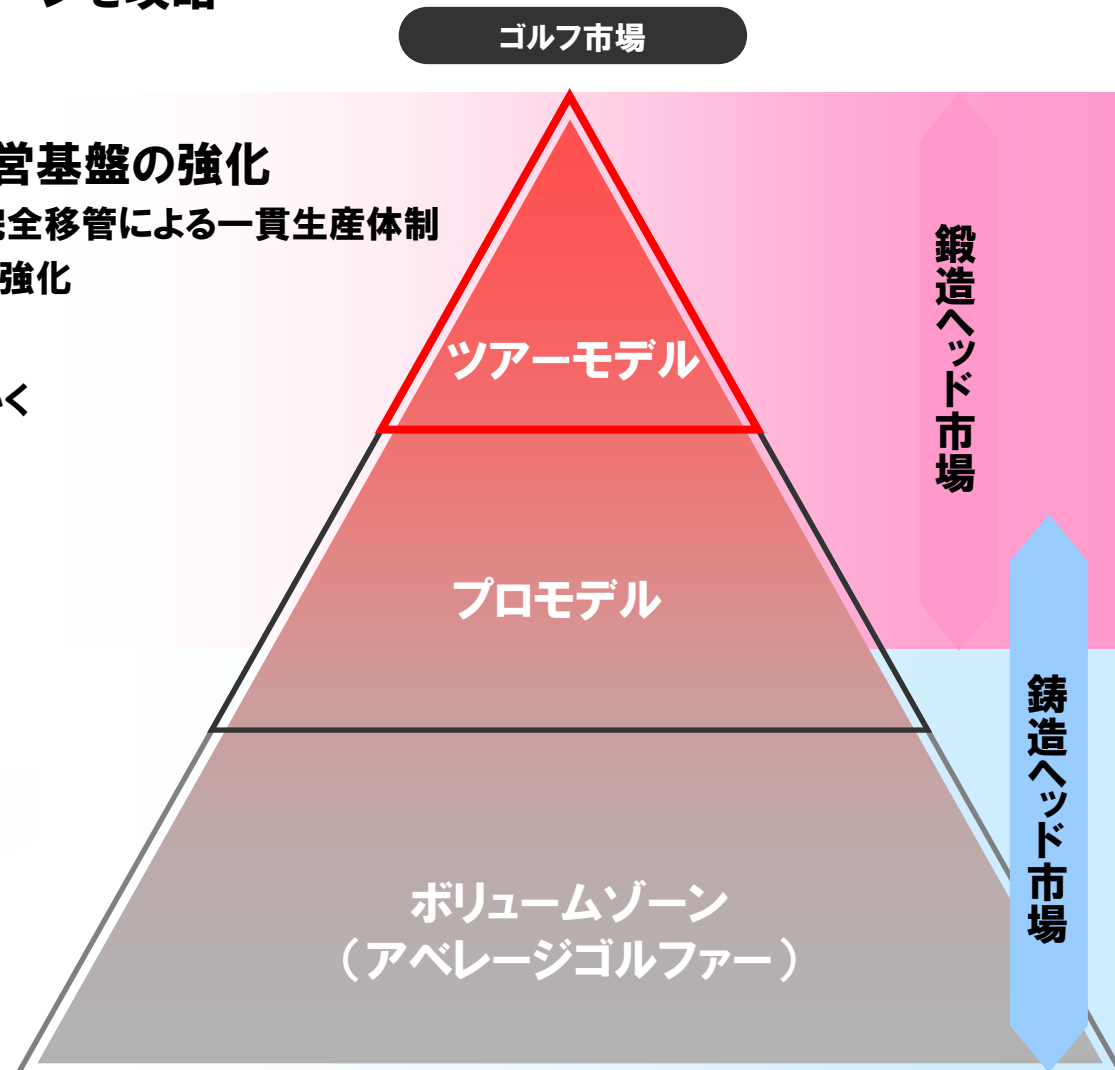 ゴルフ市場
営基盤の強化
完全移管による一貫生産体制
強化
く
ツアーモデル
プロモデル
ボリュームゾーン
（アベレージゴルファー）
鍛造ヘッド市場
鋳造ヘッド市場